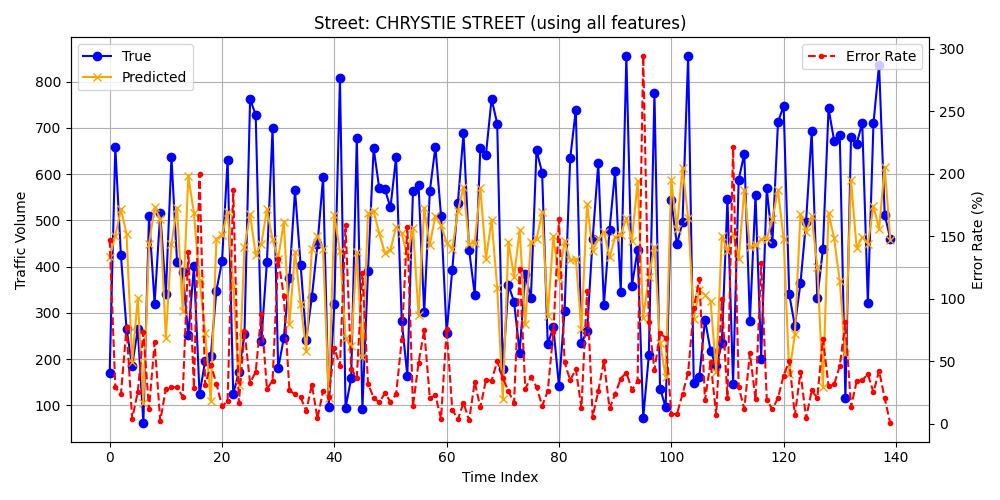 Street: CHRYSTIE STREET (using all features)
True
Predicted
Error Rate
Traffic Volume
800
700
600
500
400
300
200
100
300
250
200
150
100
50
0
Error Rate (%)
0 20 40 60 80 100 120 140
Time Index